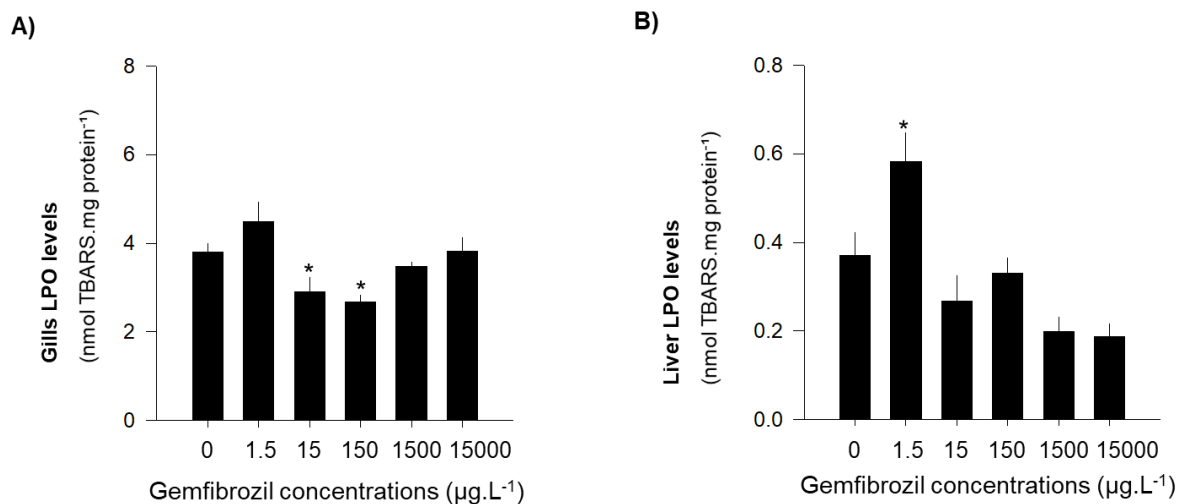 A)
8
6
4
2
0
Gills LPO levels
(nmol TBARS.mg protein⁻¹)
*
*
0 1.5 15 150 1500 15000
Gemfibrozil concentrations (µg.L⁻¹)
B)
0.8
0.6
0.4
0.2
0.0
Liver LPO levels
(nmol TBARS.mg protein⁻¹)
*
0 1.5 15 150 1500 15000
Gemfibrozil concentrations (µg.L⁻¹)